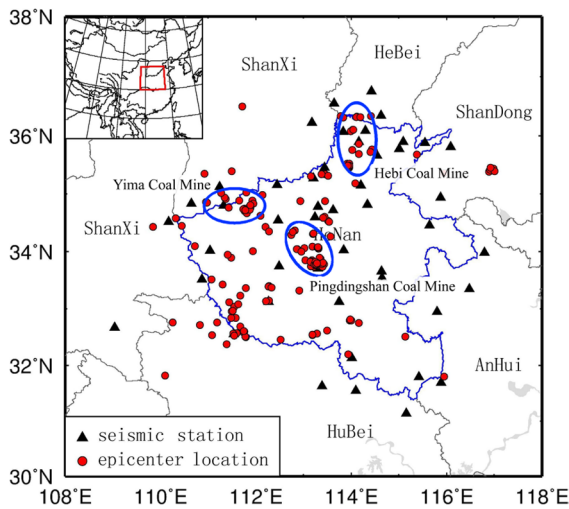 38°N
36°N
34°N
32°N
30°N
ShanXi
HeBei
ShanDong
Yima Coal Mine
Hebi Coal Mine
ShanXi
HeNan
Pingdingshan Coal Mine
AnHui
HuBei
seismic station
epicenter location
108°E
110°E
112°E
114°E
116°E
118°E